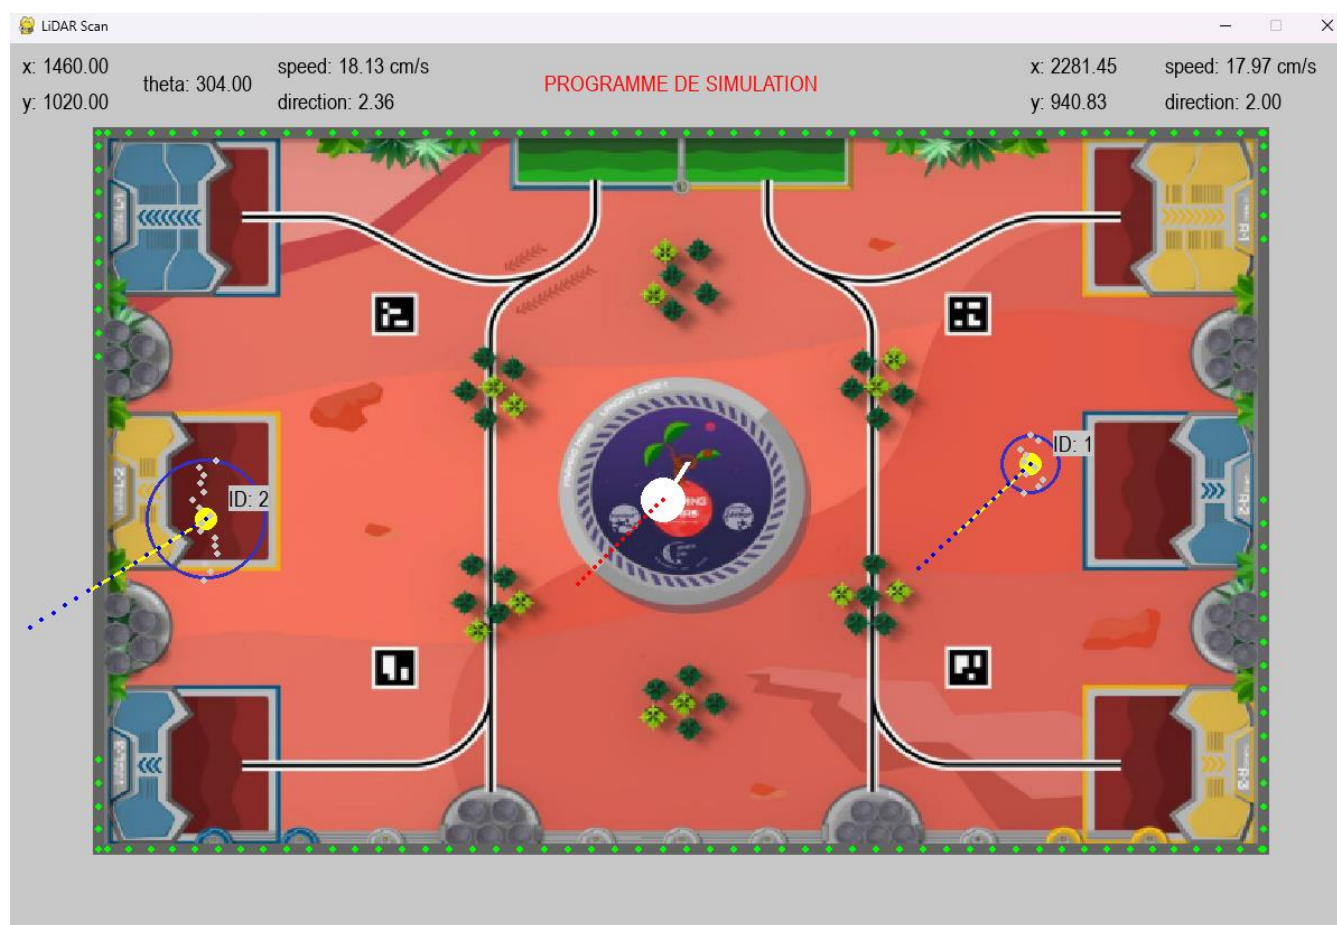 LiDAR Scan
x: 1460.00
y: 1020.00
theta: 304.00
speed: 18.13 cm/s
direction: 2.36
PROGRAMME DE SIMULATION
x: 2281.45
y: 940.83
speed: 17.97 cm/s
direction: 2.00
ID: 1
ID: 2